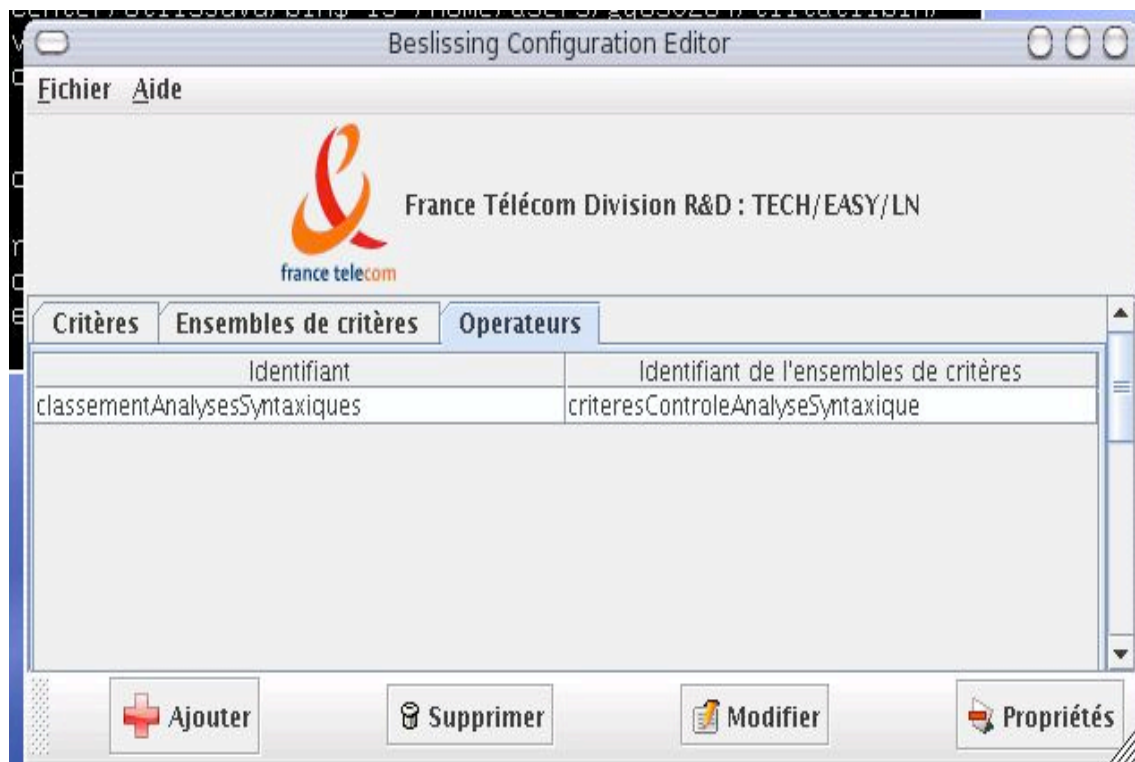 Beslissing Configuration Editor
Fichier Aide
France Télécom Division R&D : TECH/EASY/LN
france telecom
Critères Ensembles de critères Operateurs
Identifiant Identifiant de l'ensembles de critères
classementAnalysesSyntaxiques criteresControleAnalyseSyntaxique
Ajouter Supprimer Modifier Propriétés